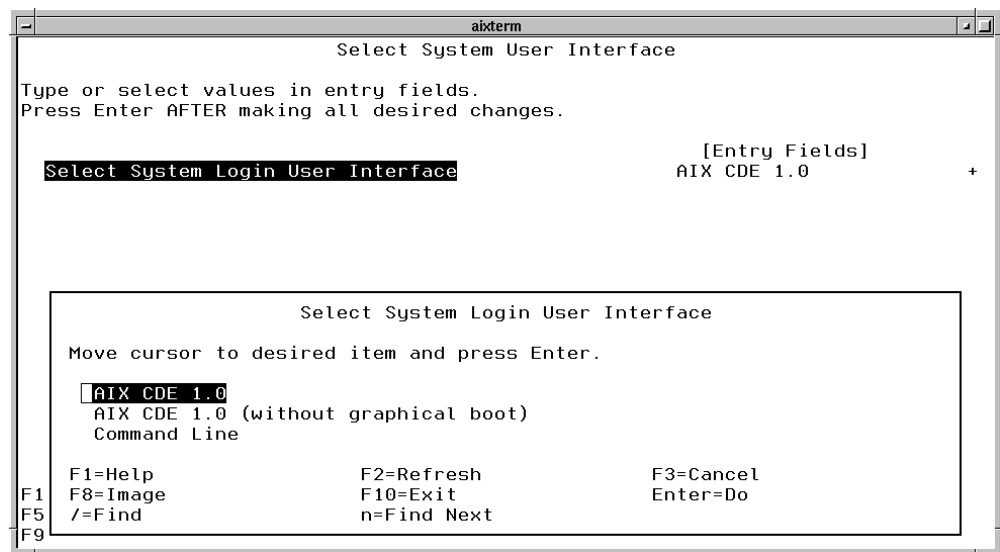 aixterm
Select System User Interface
Type or select values in entry fields.
Press Enter AFTER making all desired changes.
[Entry Fields]
Select System Login User Interface AIX CDE 1.0 +
Select System Login User Interface
Move cursor to desired item and press Enter.
AIX CDE 1.0
AIX CDE 1.0 (without graphical boot)
Command Line
F1=Help F2=Refresh F3=Cancel
F1 F8=Image F10=Exit Enter=Do
F5 /=Find n=Find Next
F9